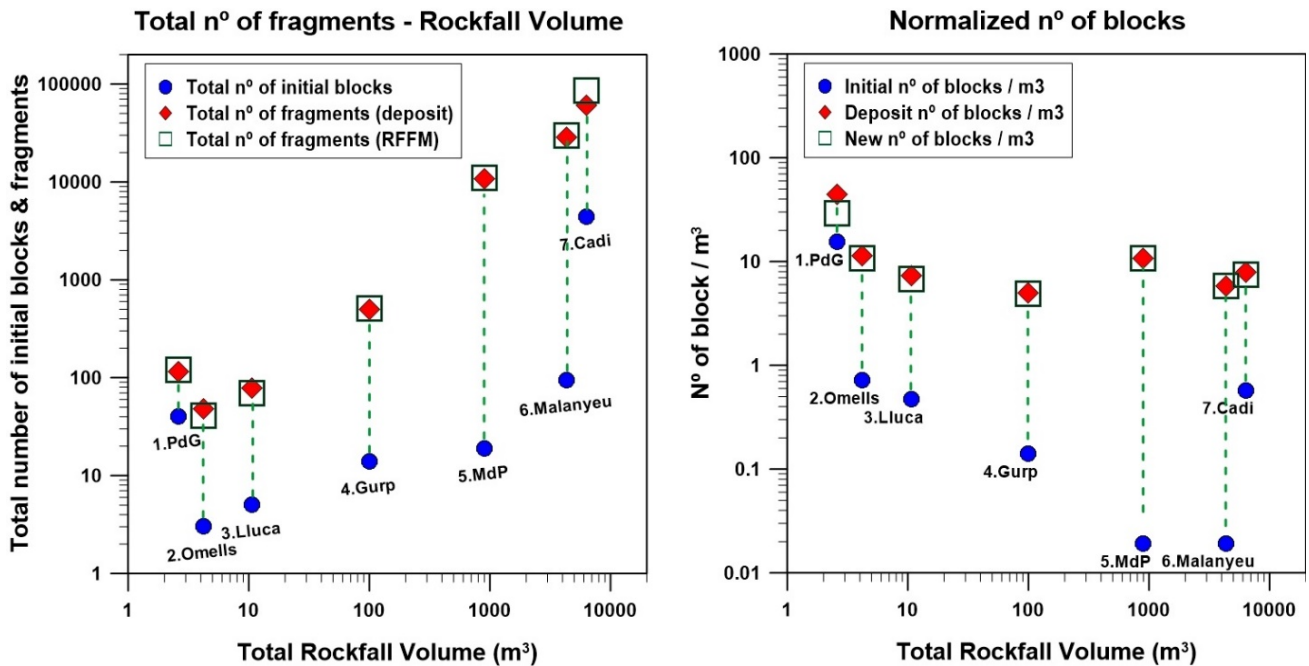 Total nº of fragments - Rockfall Volume
Total number of initial blocks & fragments
100000
10000
1000
100
10
1
Total nº of initial blocks
Total nº of fragments (deposit)
Total nº of fragments (RFFM)
1.PdG
2.Omells
3.Lluca
4.Gurp
5.MdP
6.Malanyeu
7.Cadi
1
10
100
1000
10000
Total Rockfall Volume (m³)
Normalized nº of blocks
Nº of block / m³
1000
100
10
1
0.1
0.01
Initial nº of blocks / m3
Deposit nº of blocks / m3
New nº of blocks / m3
1.PdG
2.Omells
3.Lluca
4.Gurp
5.MdP
6.Malanyeu
7.Cadi
1
10
100
1000
10000
Total Rockfall Volume (m³)